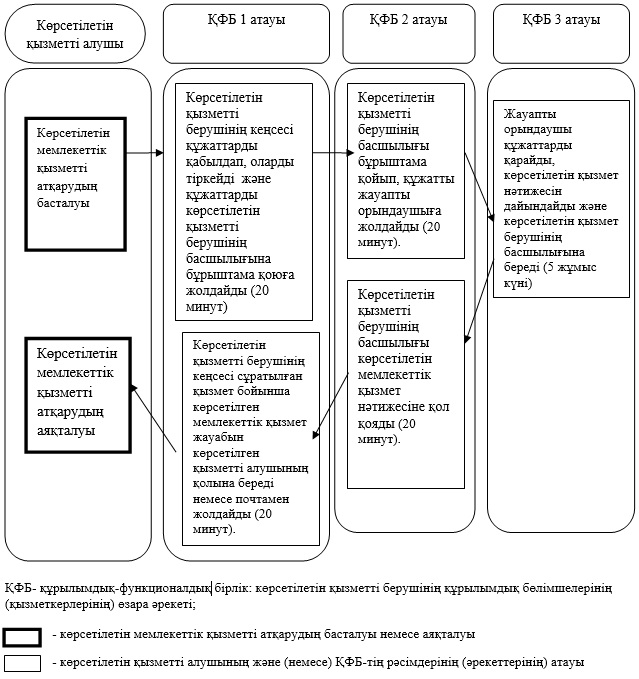 Көрсетілетін
қызметті алушы
ҚФБ 1 атауы
ҚФБ 2 атауы
ҚФБ 3 атауы
Көрсетілетін
мемлекеттік
қызметті
атқарудың
басталуы
Көрсетілетін
қызметті
берушінің кеңсесі
құжаттарды
қабылдап, оларды
тіркейді және
құжаттарды
көрсетілетін
қызметті
берушінің
басшылығына
бұрыштама қоюға
жолдайды (20
минут)
Көрсетілетін
қызметті
берушінің
басшылығы
бұрыштама
қойып, құжатты
жауапты
орындаушыға
жолдайды (20
минут).
Жауапты
орындаушы
құжаттарды
қарайды,
көрсетілетін қызмет
нәтижесін
дайындайды және
көрсетілетін қызмет
берушінің
басшылығына
береді (5 жұмыс
күні)
Көрсетілетін
қызметті
берушінің
басшылығы
көрсетілетін
мемлекеттік
қызмет
нәтижесіне қол
қояды (20
минут).
Көрсетілетін
қызметті берушінің
кеңсесі сұратылған
қызмет бойынша
көрсетілген
мемлекеттік қызмет
жауабын
көрсетілген
қызметті алушының
қолына береді
немесе почтамен
жолдайды (20
минут).
Көрсетілетін
мемлекеттік
қызметті
атқарудың
аяқталуы
ҚФБ- құрылымдық-функционалдық бірлік: көрсетілетін қызметті берушінің құрылымдық бөлімшелерінің
(қызметкерлерінің) өзара әрекеті;
- көрсетілетін мемлекеттік қызметті атқарудың басталуы немесе аяқталуы
- көрсетілетін қызметті алушының және (немесе) ҚФБ-тің рәсімдерінің (әрекеттерінің) атауы